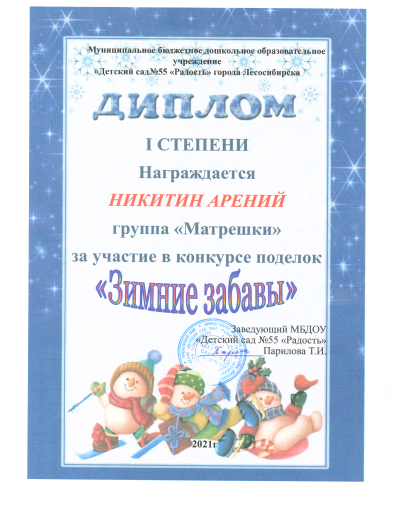 Муниципальное бюджетное дошкольное образовательное
учреждение
«Детский сад№55 «Радость» города Лесосибирска
ДИПЛОМ
I СТЕПЕНИ
Награждается
НИКИТИН АРЕНИЙ
группа «Матрешки»
за участие в конкурсе поделок
«Зимние забавы»
Заведующий МБДОУ
«Детский сад №55 «Радость»
Парилова Т.И.
2021г